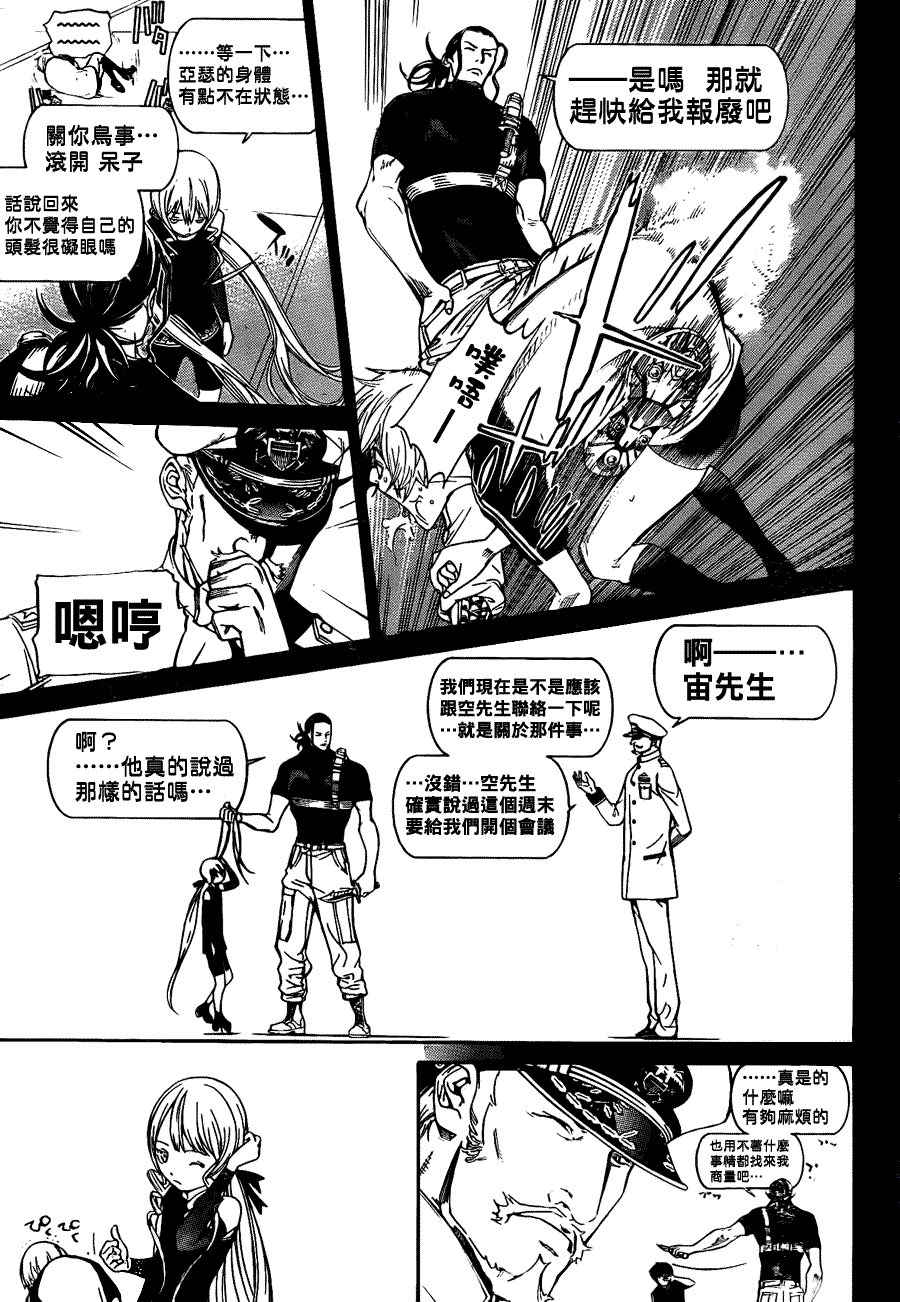 ——是嗎 那就
趕快給我報廢吧
噗
唔
ー
……等一下…
亞瑟的身體
有點不在狀態…
關你鳥事…
滾開 呆子
話說回來
你不覺得自己的
頭髮很礙眼嗎
嗯哼
啊——…
宙先生
我們現在是不是應該
跟空先生聯絡一下呢
…就是關於那件事…
…沒錯…空先生
確實說過這個週末
要給我們開個會議
啊？
……他真的說過
那樣的話嗎…
……真是的
什麼嘛
有夠麻煩的
也用不著什麼
事情都找來我
商量吧…
ぴぴ